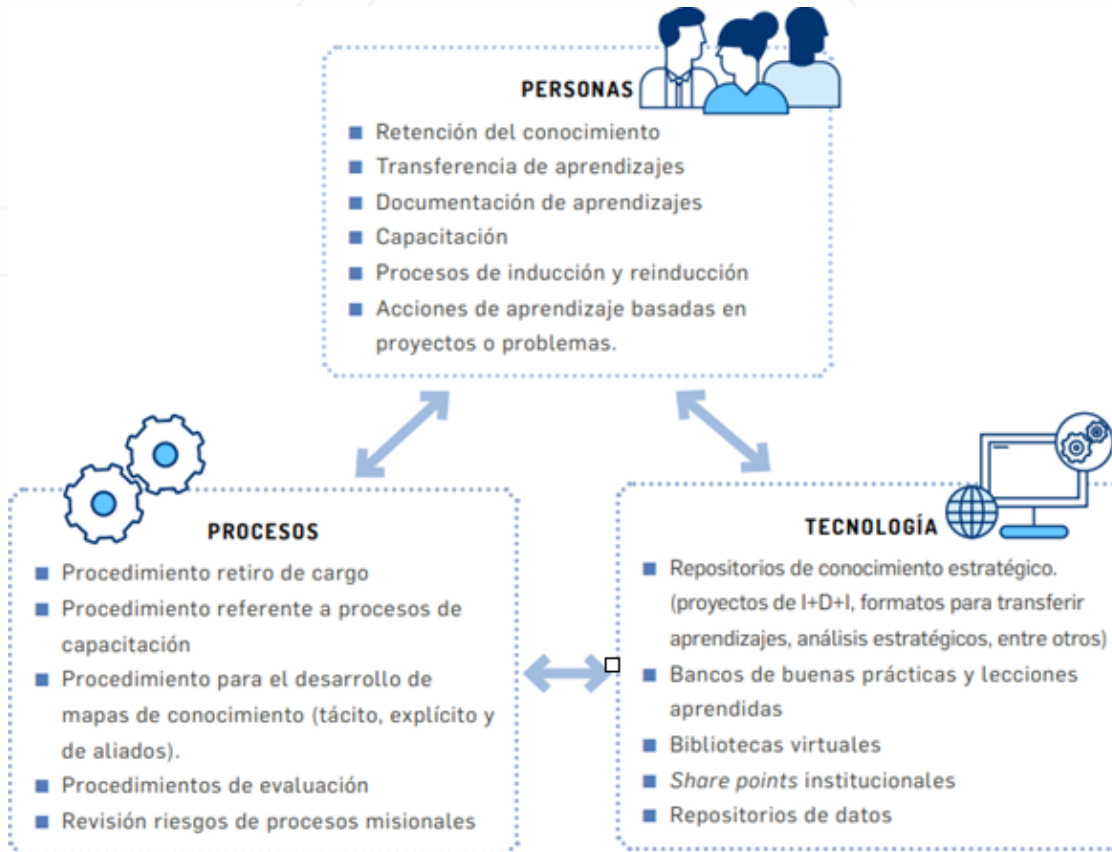 PERSONAS
■ Retención del conocimiento
■ Transferencia de aprendizajes
■ Documentación de aprendizajes
■ Capacitación
■ Procesos de inducción y reinducción
■ Acciones de aprendizaje basadas en
proyectos o problemas.
PROCESOS
■ Procedimiento retiro de cargo
■ Procedimiento referente a procesos de
capacitación
■ Procedimiento para el desarrollo de
mapas de conocimiento (tácito, explícito y
de aliados).
■ Procedimientos de evaluación
■ Revisión riesgos de procesos misionales
TECNOLOGÍA
■ Repositorios de conocimiento estratégico.
(proyectos de I+D+I, formatos para transferir
aprendizajes, análisis estratégicos, entre otros)
■ Bancos de buenas prácticas y lecciones
aprendidas
■ Bibliotecas virtuales
■ Share points institucionales
■ Repositorios de datos